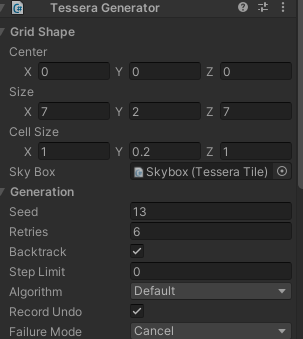 Tessera Generator
Grid Shape
Center
X 0 Y 0 Z 0
Size
X 7 Y 2 Z 7
Cell Size
X 1 Y 0.2 Z 1
Sky Box Skybox (Tessera Tile)
Generation
Seed 13
Retries 6
Backtrack
Step Limit 0
Algorithm Default
Record Undo
Failure Mode Cancel